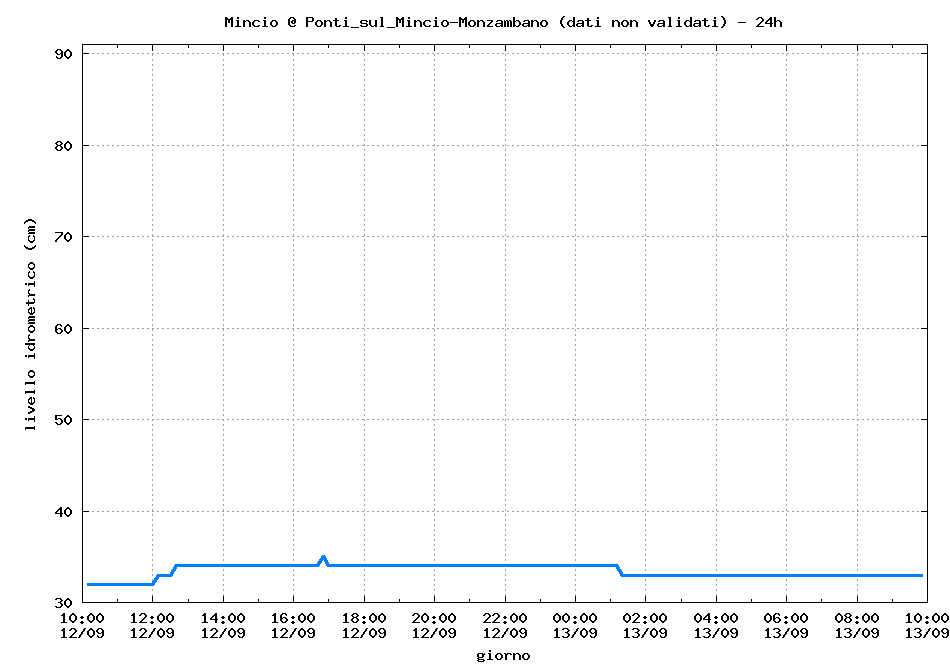 Mincio @ Ponti_sul_Mincio-Monzambano (dati non validati) - 24h
90
80
70
60
50
40
30
livello idrometrico (cm)
10:00 12:00 14:00 16:00 18:00 20:00 22:00 00:00 02:00 04:00 06:00 08:00 10:00
12/09 12/09 12/09 12/09 12/09 12/09 12/09 13/09 13/09 13/09 13/09 13/09 13/09
giorno